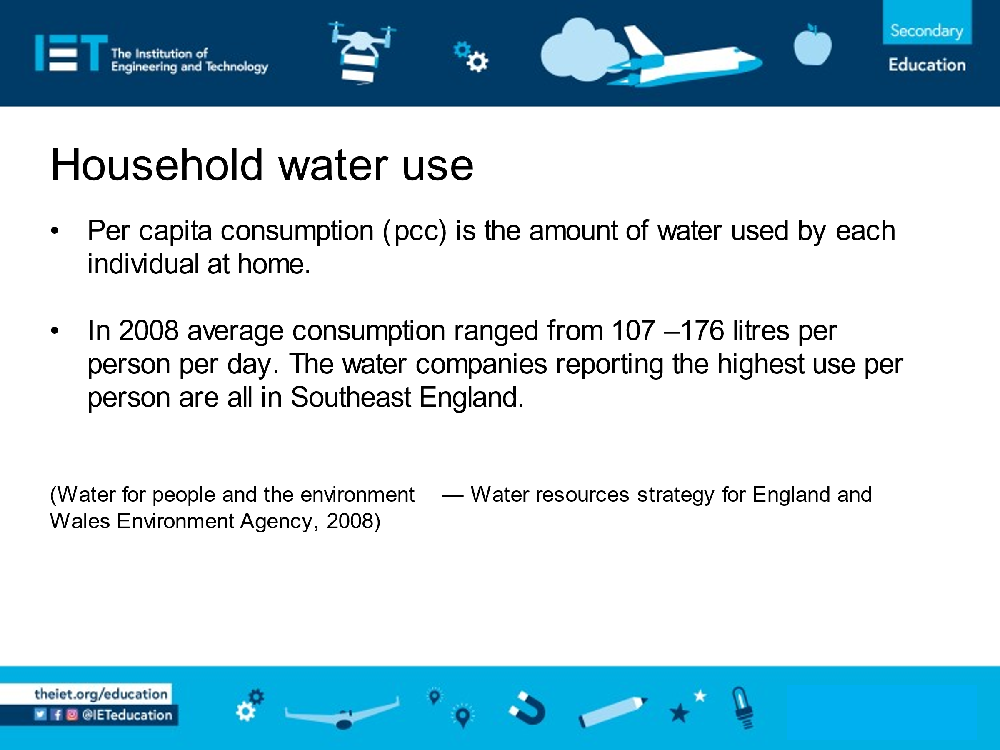 IET The Institution of
Engineering and Technology
Secondary
Education
Household water use
• Per capita consumption (pcc) is the amount of water used by each
individual at home.
• In 2008 average consumption ranged from 107 –176 litres per
person per day. The water companies reporting the highest use per
person are all in Southeast England.
(Water for people and the environment — Water resources strategy for England and
Wales Environment Agency, 2008)
theiet.org/education
@IETeducation